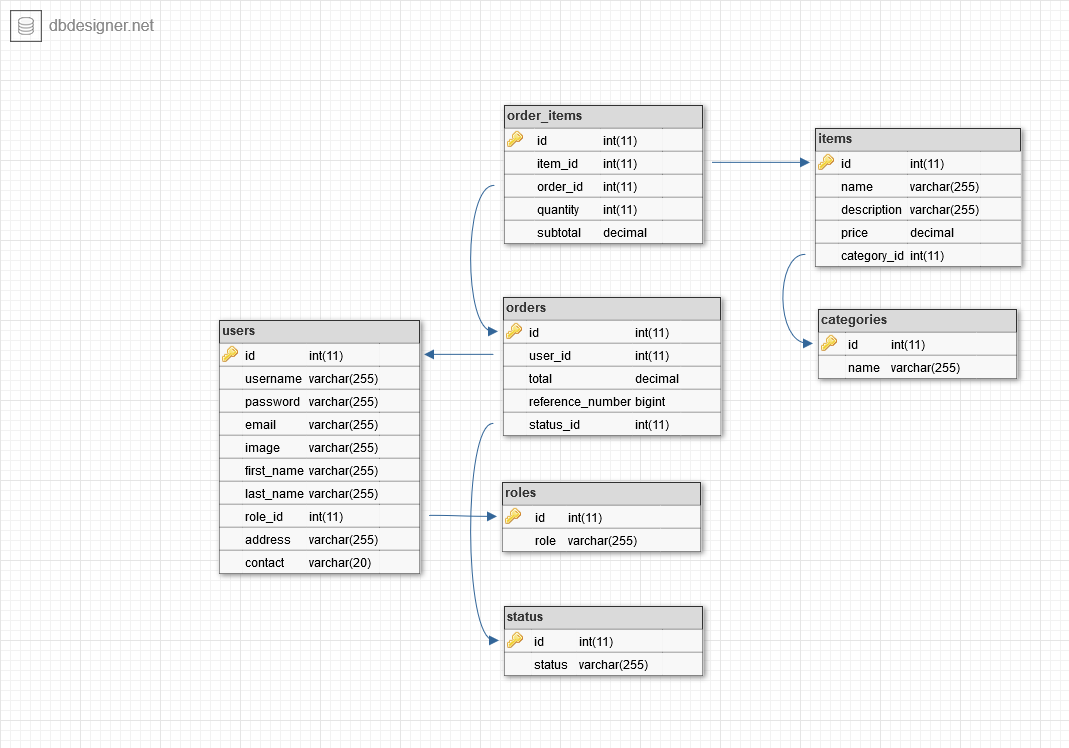 dbdesigner.net
order_items
id int(11)
item_id int(11)
order_id int(11)
quantity int(11)
subtotal decimal
items
id int(11)
name varchar(255)
description varchar(255)
price decimal
category_id int(11)
orders
id int(11)
user_id int(11)
total decimal
reference_number bigint
status_id int(11)
categories
id int(11)
name varchar(255)
users
id int(11)
username varchar(255)
password varchar(255)
email varchar(255)
image varchar(255)
first_name varchar(255)
last_name varchar(255)
role_id int(11)
address varchar(255)
contact varchar(20)
roles
id int(11)
role varchar(255)
status
id int(11)
status varchar(255)